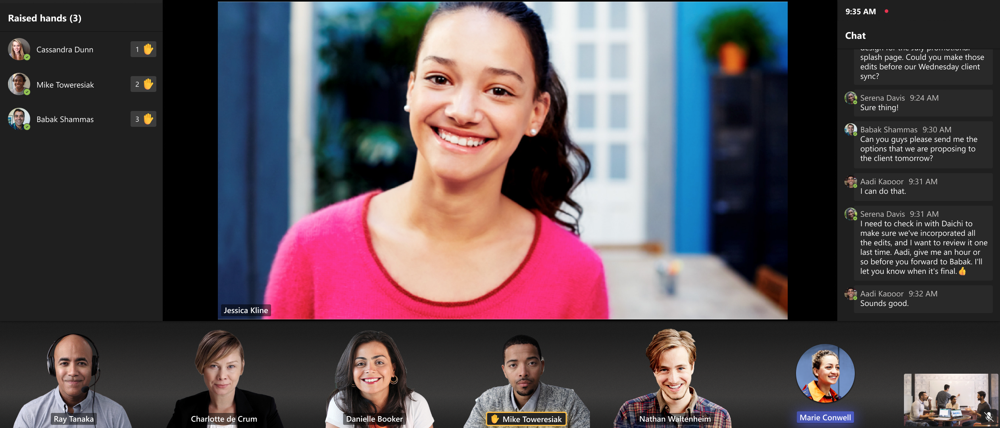 Raised hands (3)
Cassandra Dunn
1
Mike Toweresiak
2
Babak Shammas
3
Jessica Kline
9:35 AM
Chat
design for the July promotional
splash page. Could you make those
edits before our Wednesday client
sync?
Serena Davis 9:24 AM
Sure thing!
Babak Shammas 9:30 AM
Can you guys please send me the
options that we are proposing to
the client tomorrow?
Aadi Kapoor 9:31 AM
I can do that.
Serena Davis 9:31 AM
I need to check in with Daichi to
make sure we've incorporated all
the edits, and I want to review it one
last time. Aadi, give me an hour or
so before you forward to Babak. I'll
let you know when it's final.👍
Aadi Kapoor 9:32 AM
Sounds good.
Ray Tanaka
Charlotte de Crum
Danielle Booker
Mike Toweresiak
Nathan Waltenheim
Marie Conwell